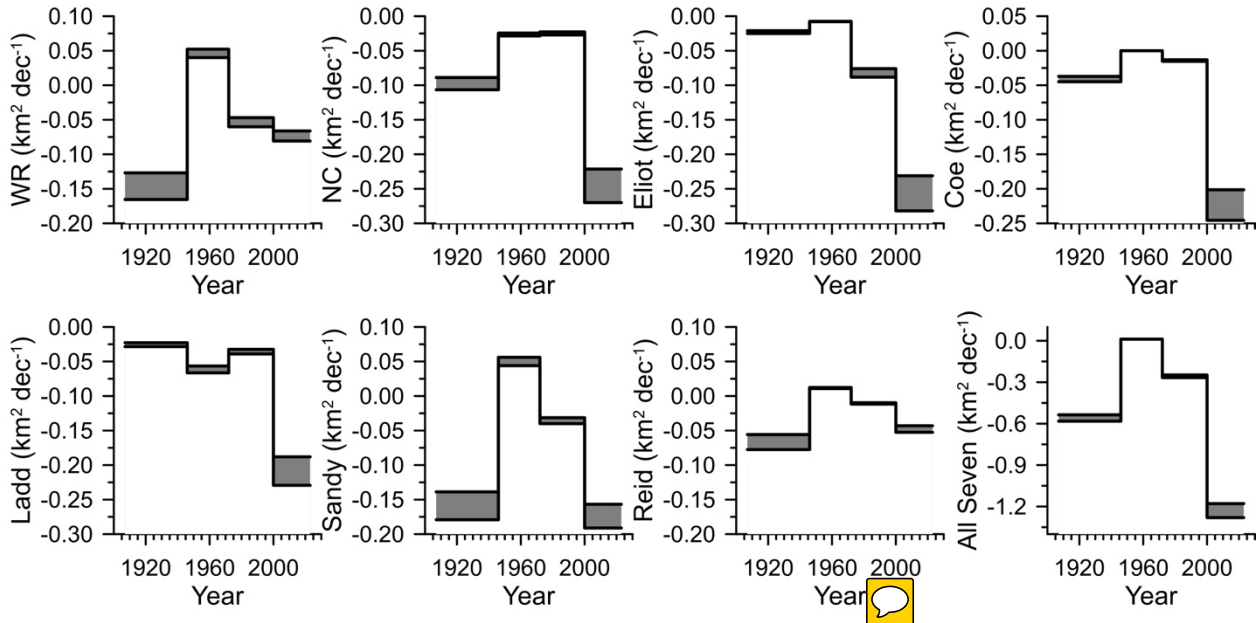 WR (km² dec⁻¹)
0.10
0.05
0.00
-0.05
-0.10
-0.15
-0.20
1920 1960 2000
Year
NC (km² dec⁻¹)
0.00
-0.05
-0.10
-0.15
-0.20
-0.25
-0.30
1920 1960 2000
Year
Eliot (km² dec⁻¹)
0.00
-0.05
-0.10
-0.15
-0.20
-0.25
-0.30
1920 1960 2000
Year
Coe (km² dec⁻¹)
0.05
0.00
-0.05
-0.10
-0.15
-0.20
-0.25
1920 1960 2000
Year
Ladd (km² dec⁻¹)
0.00
-0.05
-0.10
-0.15
-0.20
-0.25
-0.30
1920 1960 2000
Year
Sandy (km² dec⁻¹)
0.10
0.05
0.00
-0.05
-0.10
-0.15
-0.20
1920 1960 2000
Year
Reid (km² dec⁻¹)
0.10
0.05
0.00
-0.05
-0.10
-0.15
-0.20
1920 1960 2000
Year
All Seven (km² dec⁻¹)
0.0
-0.3
-0.6
-0.9
-1.2
1920 1960 2000
Year